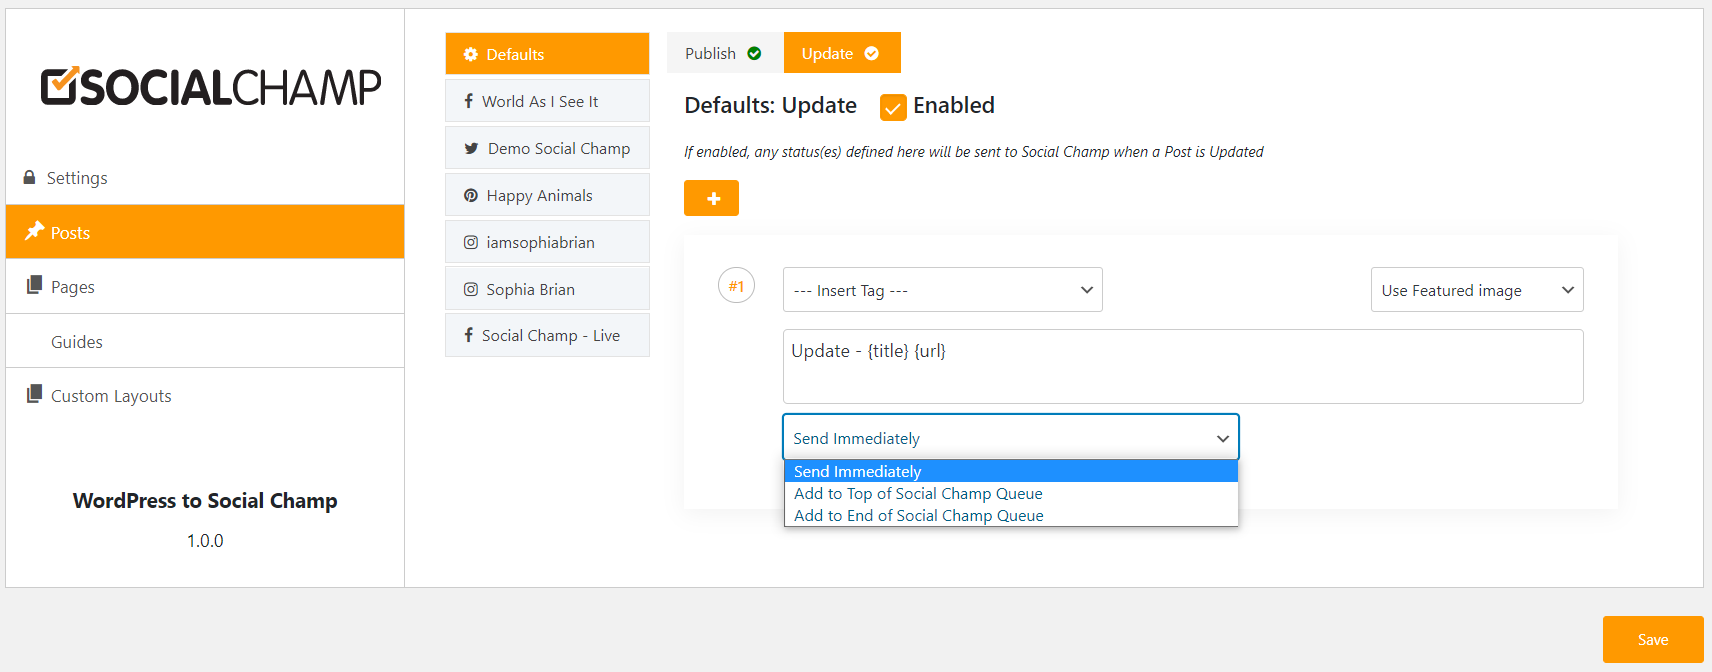 SOCIALCHAMP
Settings
Posts
Pages
Guides
Custom Layouts
WordPress to Social Champ
1.0.0
Defaults
World As I See It
Demo Social Champ
Happy Animals
iamsophiabrian
Sophia Brian
Social Champ - Live
Publish
Update
Defaults: Update
Enabled
If enabled, any status(es) defined here will be sent to Social Champ when a Post is Updated
#1
--- Insert Tag ---
Use Featured image
Update - {title} {url}
Send Immediately
Send Immediately
Add to Top of Social Champ Queue
Add to End of Social Champ Queue
Save